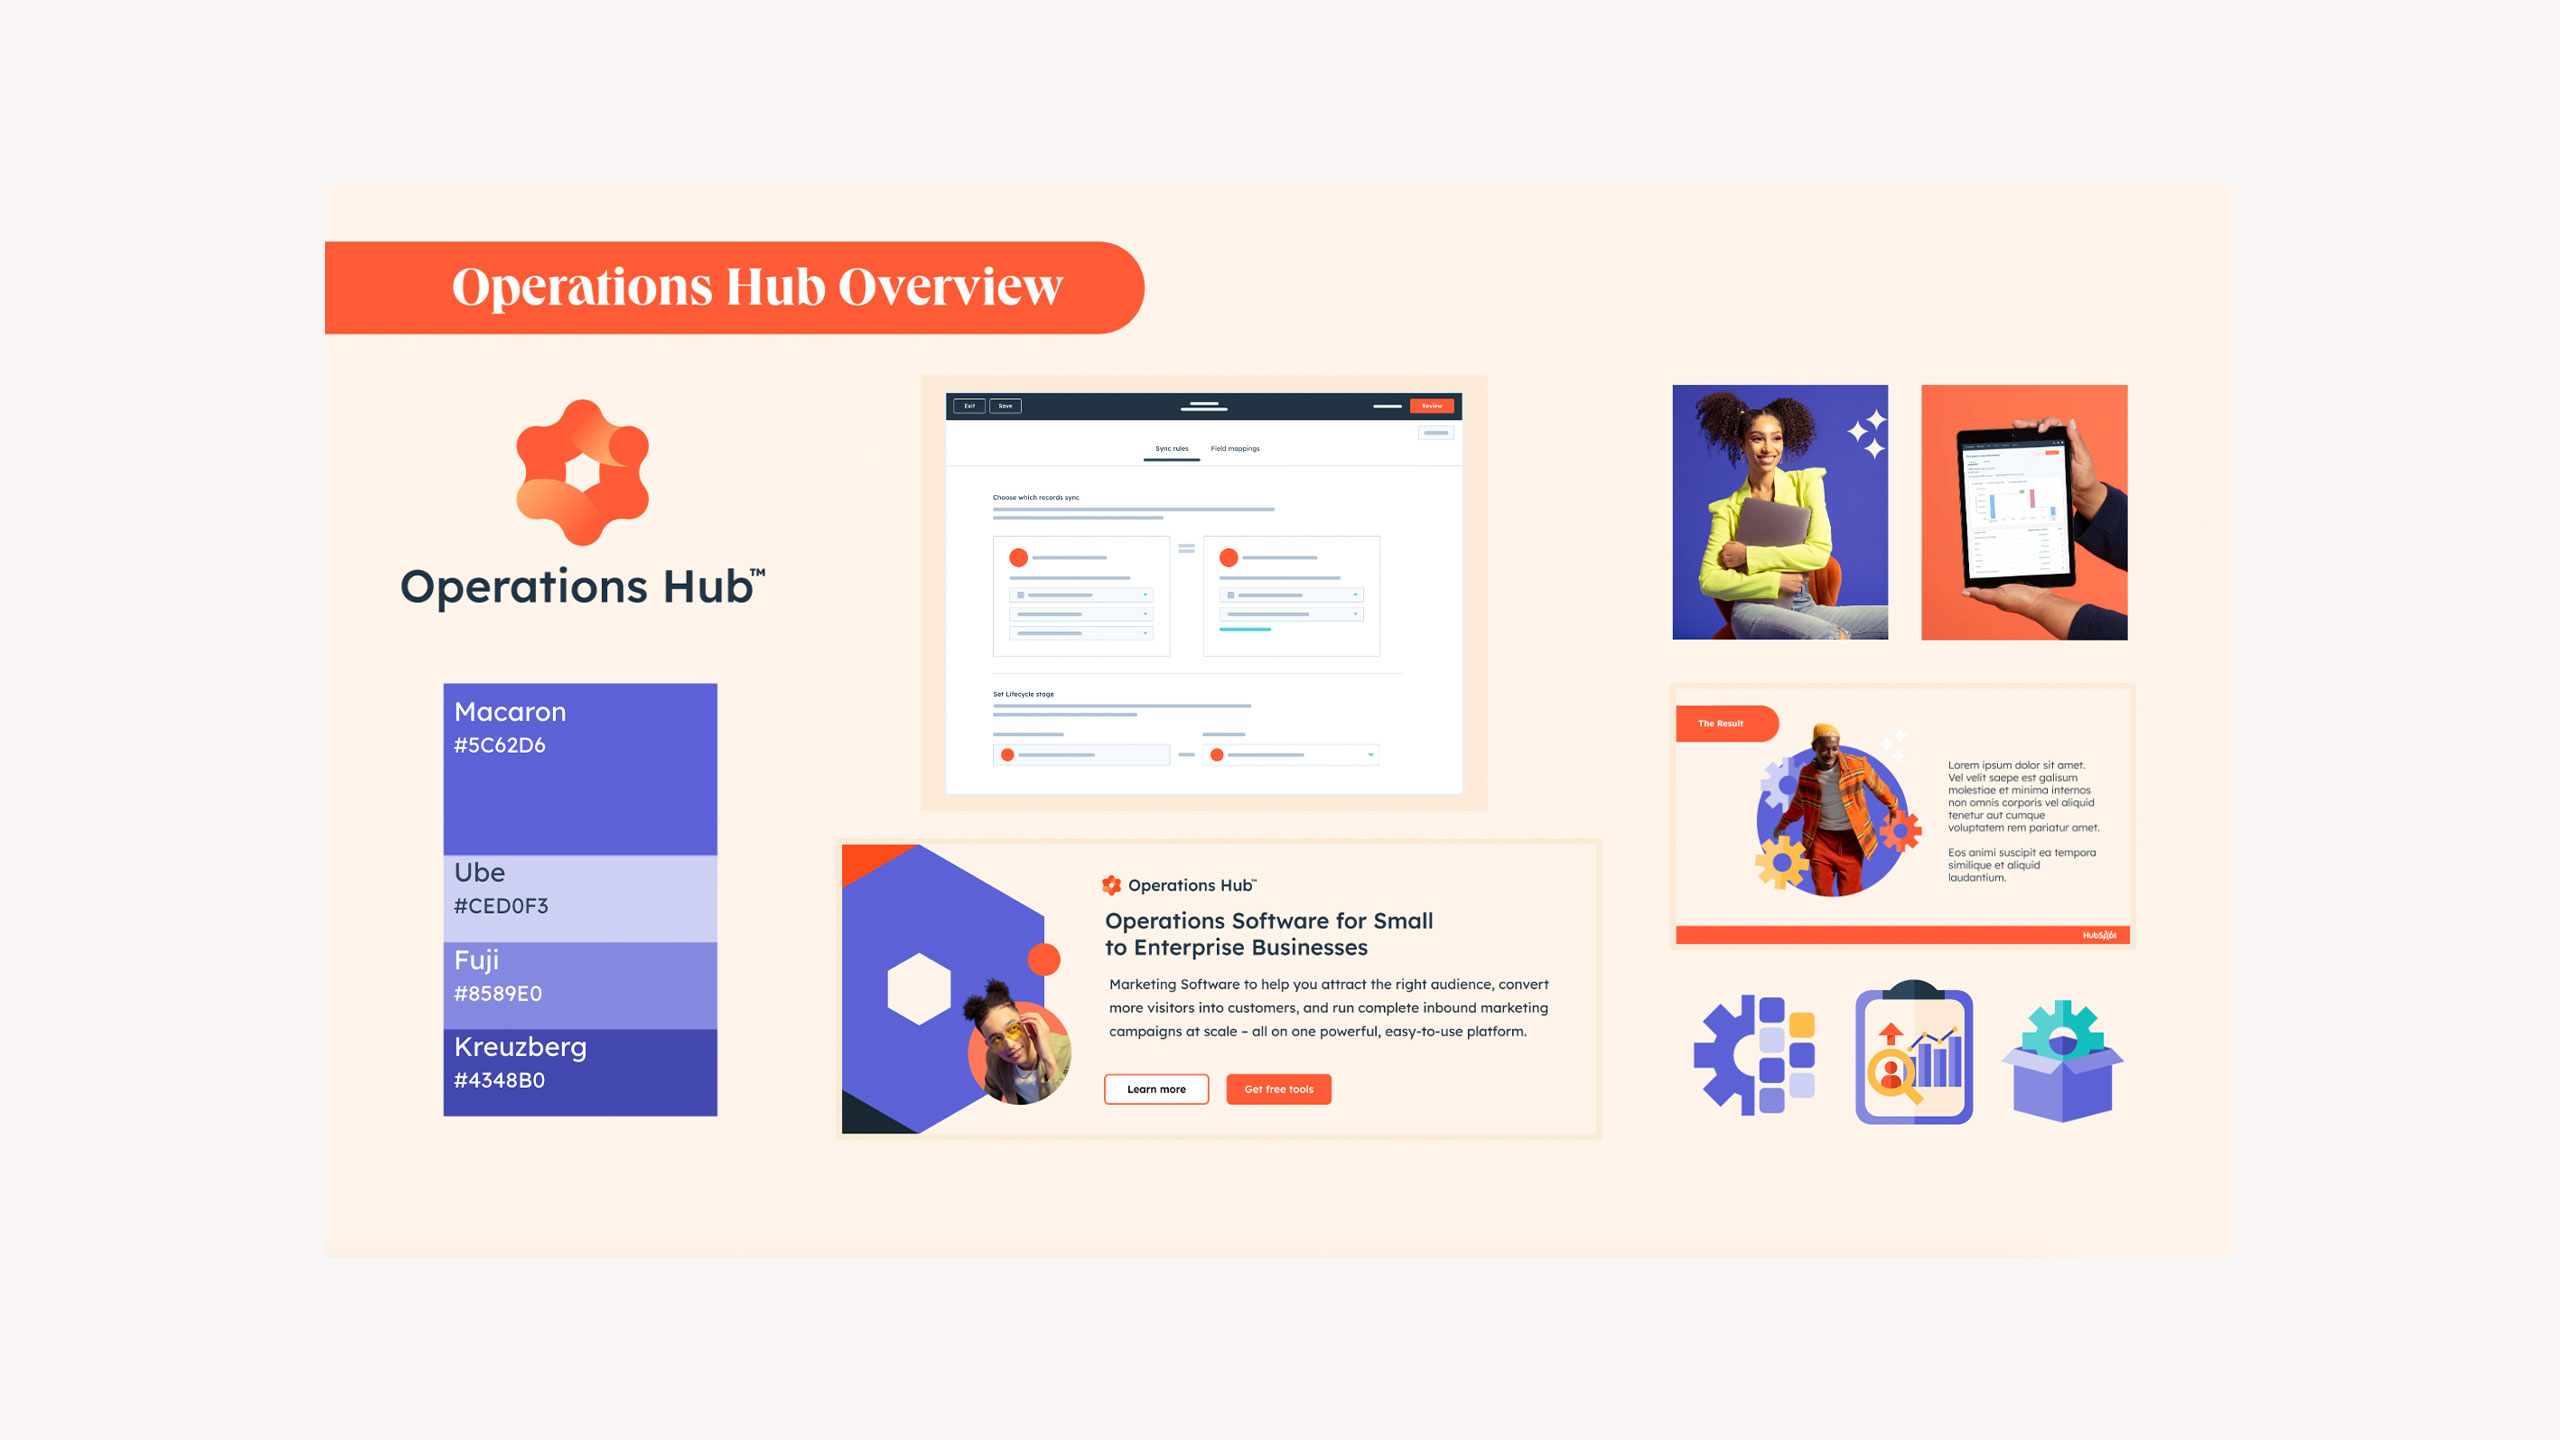 Operations Hub Overview
Operations Hub™
Macaron
#5C62D6
Ube
#CED0F3
Fuji
#8589E0
Kreuzberg
#4348B0
Exit
Save
Review
Sync rules
Field mappings
Choose which records sync
Set Lifecycle stage
Operations Hub™
Operations Software for Small
to Enterprise Businesses
Marketing Software to help you attract the right audience, convert
more visitors into customers, and run complete inbound marketing
campaigns at scale – all on one powerful, easy-to-use platform.
Learn more
Get free tools
The Result
Lorem ipsum dolor sit amet.
Vel velit saepe est galisum
molestiae et minima internos
non omnis corporis vel aliquid
tenetur aut cumque
voluptatem rem pariatur amet.
Eos animi suscipit ea tempora
similique et aliquid
laudantium.
HubSpot